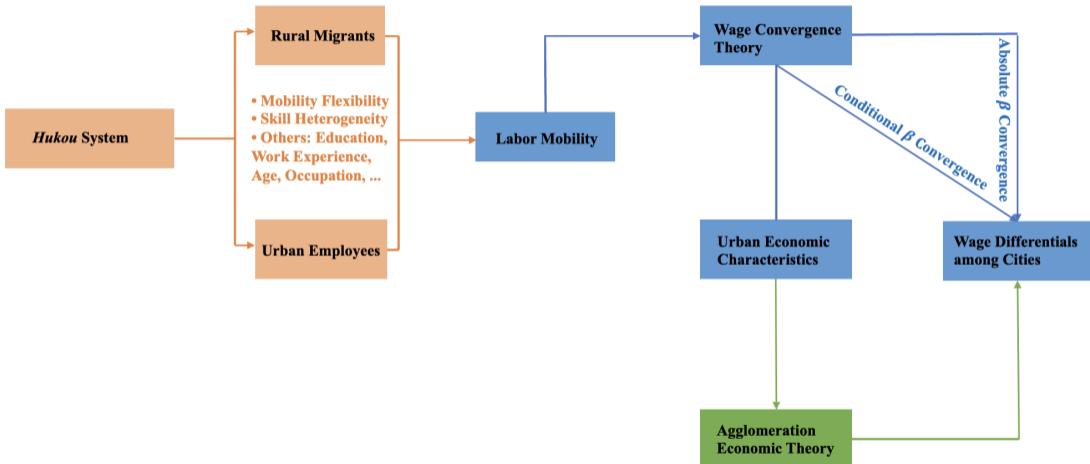 Hukou System
Rural Migrants
• Mobility Flexibility
• Skill Heterogeneity
• Others: Education,
Work Experience,
Age, Occupation, ...
Urban Employees
Labor Mobility
Wage Convergence
Theory
Conditional β Convergence
Absolute β Convergence
Urban Economic
Characteristics
Wage Differentials
among Cities
Agglomeration
Economic Theory